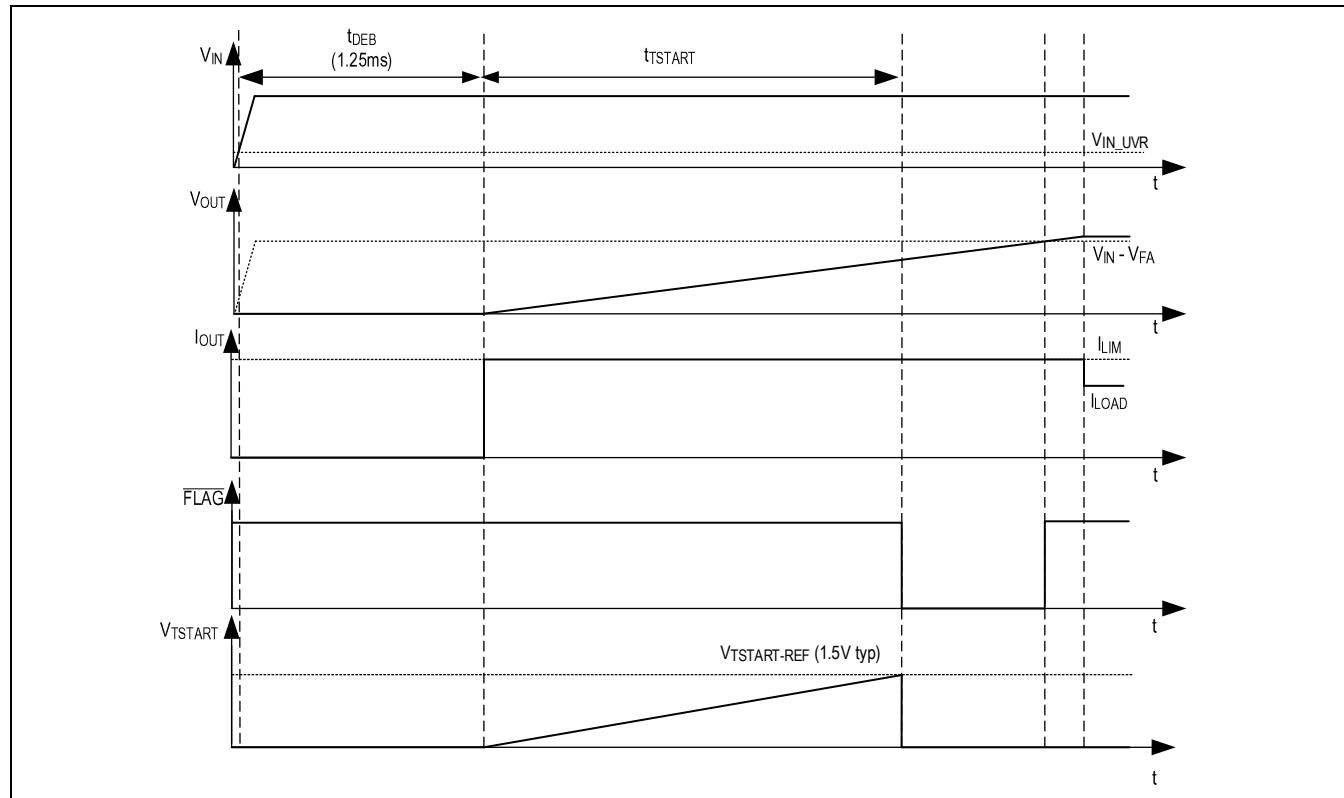 tDEB
(1.25ms)
tTSTART
VIN
VIN_UVR
t
VOUT
VIN - VFA
t
IOUT
ILIM
ILOAD
t
FLAG
t
VTSTART
VTSTART-REF (1.5V typ)
t